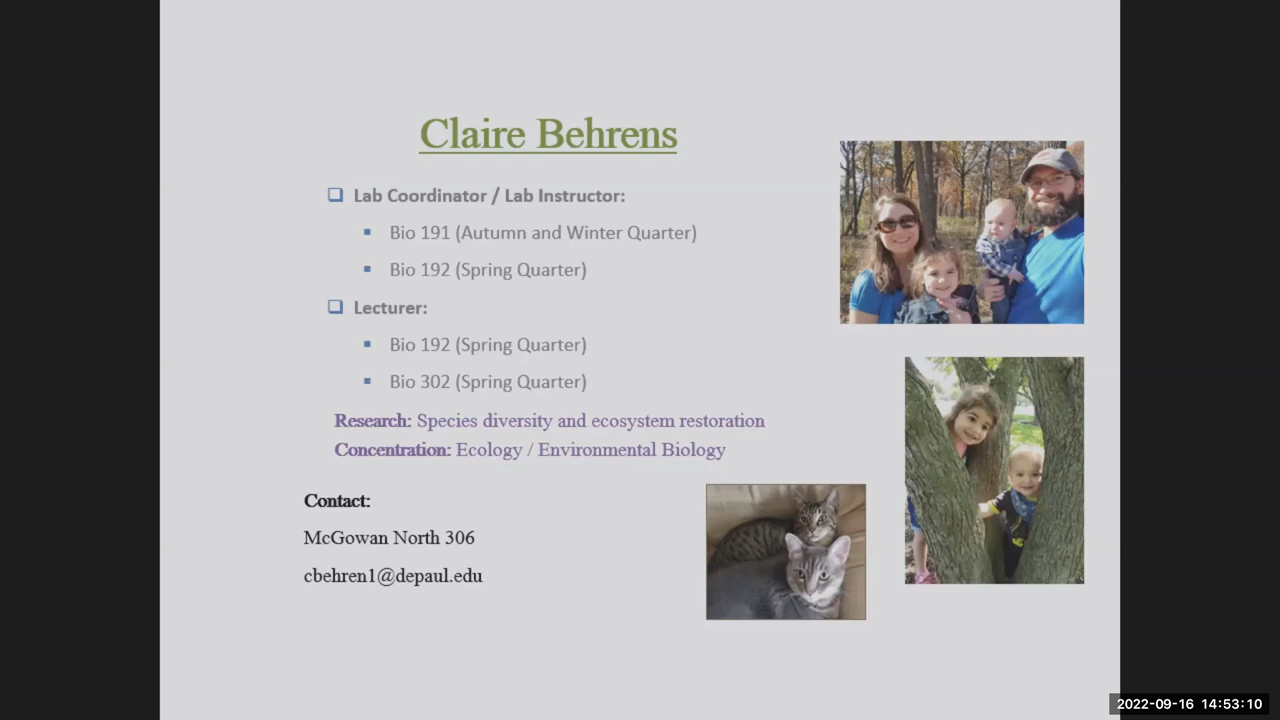 Claire Behrens
Lab Coordinator / Lab Instructor:
Bio 191 (Autumn and Winter Quarter)
Bio 192 (Spring Quarter)
Lecturer:
Bio 192 (Spring Quarter)
Bio 302 (Spring Quarter)
Research: Species diversity and ecosystem restoration
Concentration: Ecology / Environmental Biology
Contact:
McGowan North 306
cbehren1@depaul.edu
2022-09-16 14:53:10